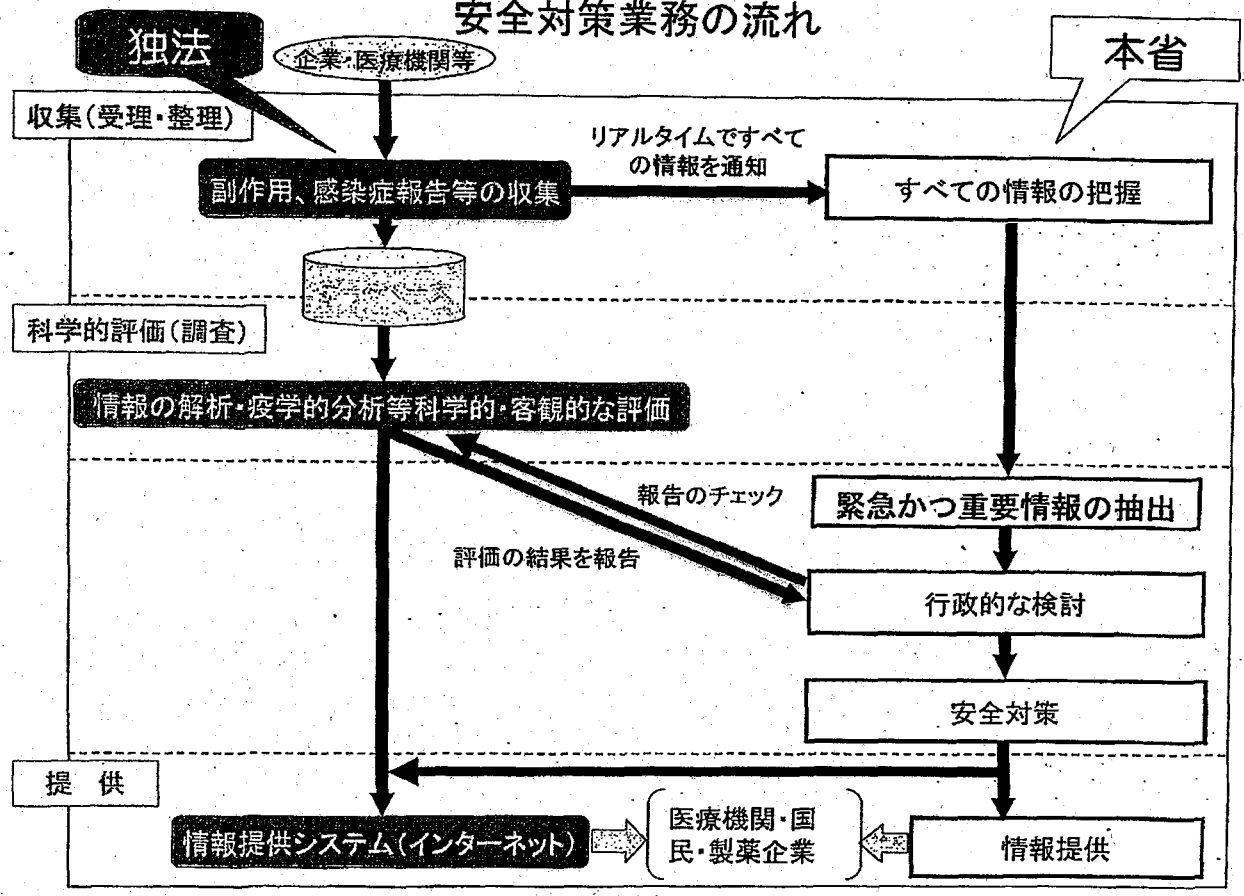 安全対策業務の流れ
独法
企業・医療機関等
本省
収集(受理・整理)
リアルタイムですべて
の情報を通知
副作用、感染症報告等の収集
すべての情報の把握
科学的評価(調査)
情報の解析・疫学的分析等科学的・客観的な評価
報告のチェック
緊急かつ重要情報の抽出
評価の結果を報告
行政的な検討
安全対策
提 供
情報提供システム(インターネット)
医療機関・国
民・製薬企業
情報提供